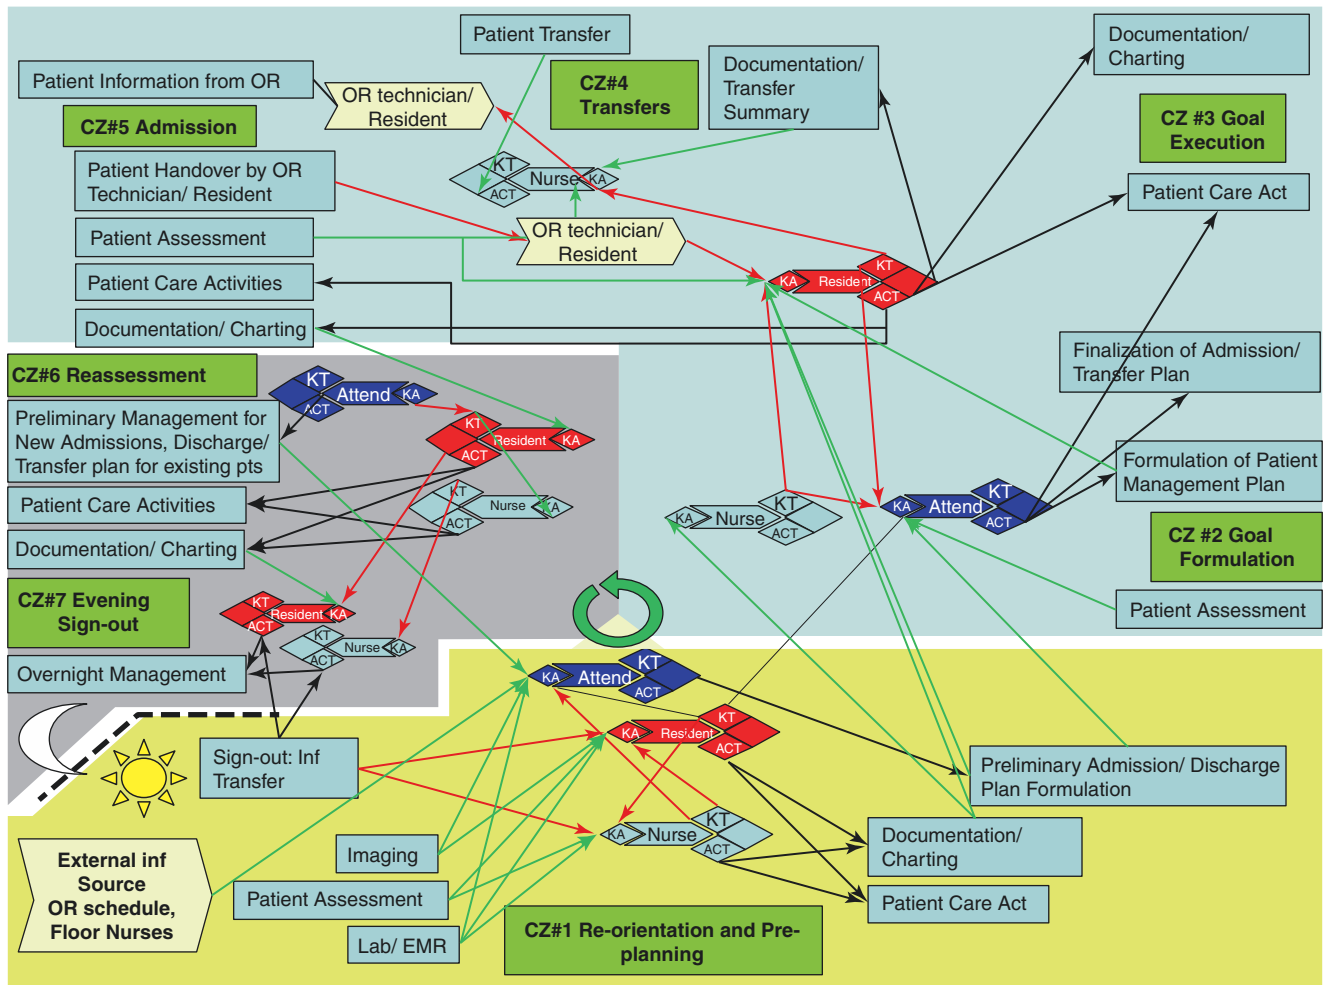 Patient Transfer
Documentation/
Charting
Patient Information from OR
OR technician/
Resident
CZ#4
Transfers
Documentation/
Transfer
Summary
CZ#5 Admission
CZ #3 Goal
Execution
Patient Handover by OR
Technician/ Resident
KT
Nurse
KA
ACT
Patient Care Act
Patient Assessment
OR technician/
Resident
Patient Care Activities
KA
Resident
KT
ACT
Documentation/ Charting
Finalization of Admission/
Transfer Plan
CZ#6 Reassessment
KT
Attend
KA
ACT
Preliminary Management for
New Admissions, Discharge/
Transfer plan for existing pts
KT
Resident
KA
ACT
Formulation of Patient
Management Plan
Patient Care Activities
KT
Nurse
KA
ACT
KA
Nurse
KT
ACT
KA
Attend
KT
ACT
CZ #2 Goal
Formulation
Documentation/ Charting
CZ#7 Evening
Sign-out
KT
Resident
KA
ACT
Patient Assessment
KT
Nurse
KA
ACT
Overnight Management
KA
Attend
KT
ACT
KA
Resident
KT
ACT
Sign-out: Inf
Transfer
Preliminary Admission/ Discharge
Plan Formulation
KA
Nurse
KT
ACT
Documentation/
Charting
Imaging
External inf
Source
OR schedule,
Floor Nurses
Patient Assessment
Patient Care Act
Lab/ EMR
CZ#1 Re-orientation and Pre-
planning